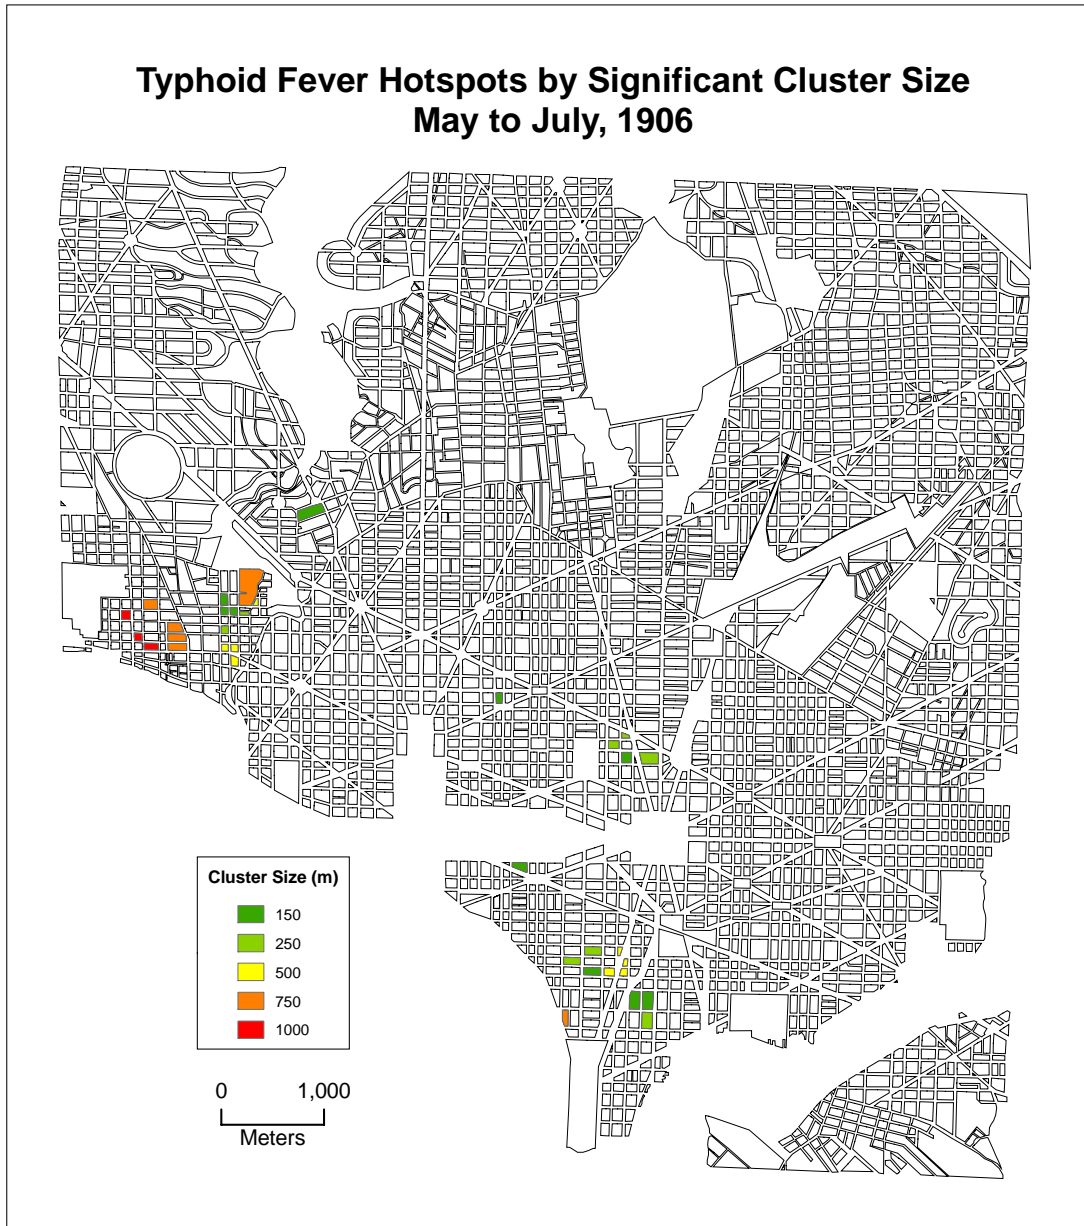 Typhoid Fever Hotspots by Significant Cluster Size
May to July, 1906
Cluster Size (m)
150
250
500
750
1000
0 1,000
Meters